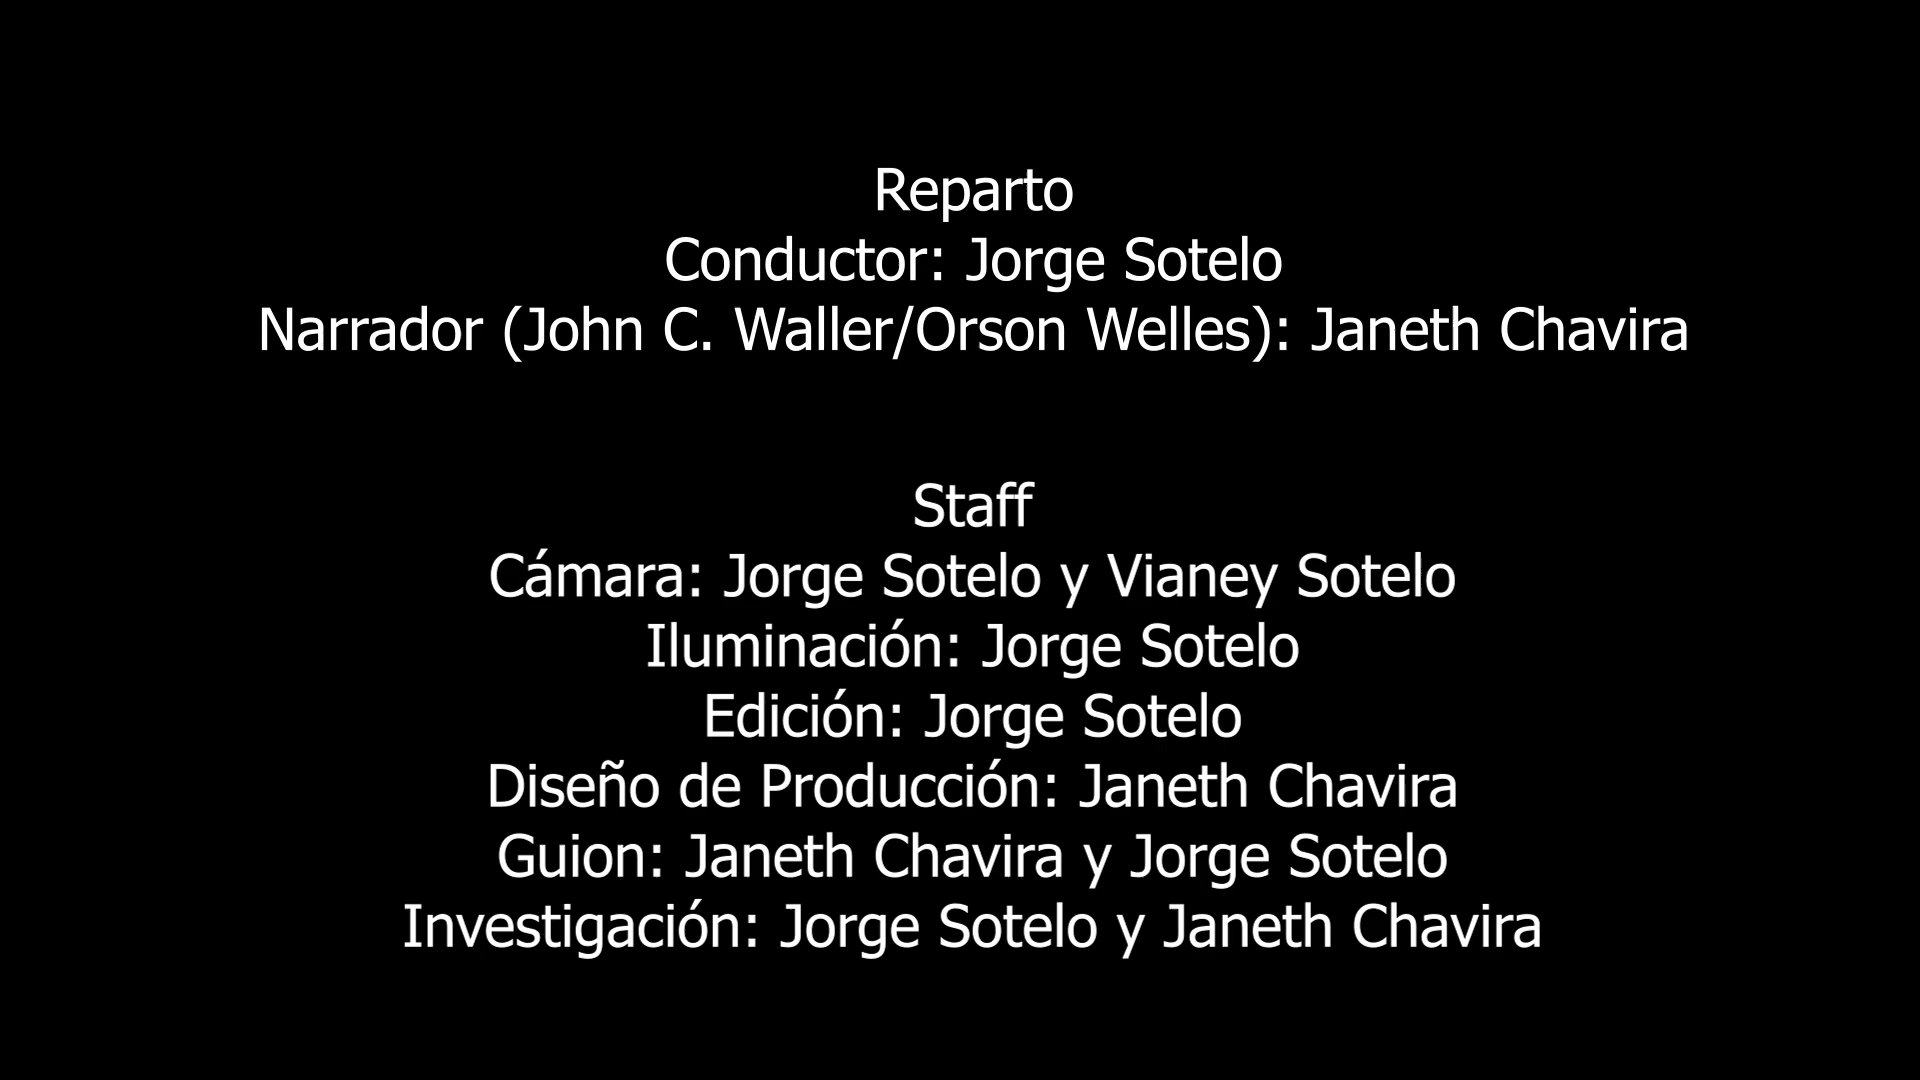 Reparto
Conductor: Jorge Sotelo
Narrador (John C. Waller/Orson Welles): Janeth Chavira
Staff
Cámara: Jorge Sotelo y Vianey Sotelo
Iluminación: Jorge Sotelo
Edición: Jorge Sotelo
Diseño de Producción: Janeth Chavira
Guion: Janeth Chavira y Jorge Sotelo
Investigación: Jorge Sotelo y Janeth Chavira